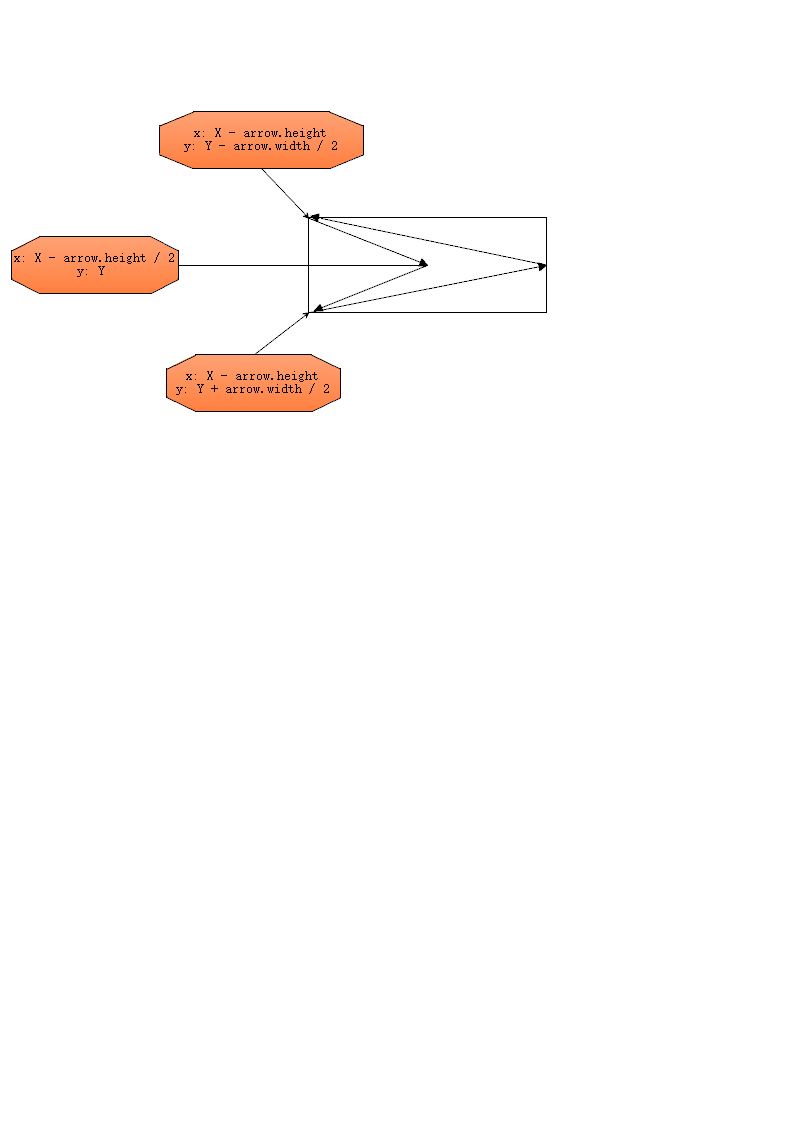 x: X - arrow.height
y: Y - arrow.width / 2
x: X - arrow.height / 2
y: Y
x: X - arrow.height
y: Y + arrow.width / 2